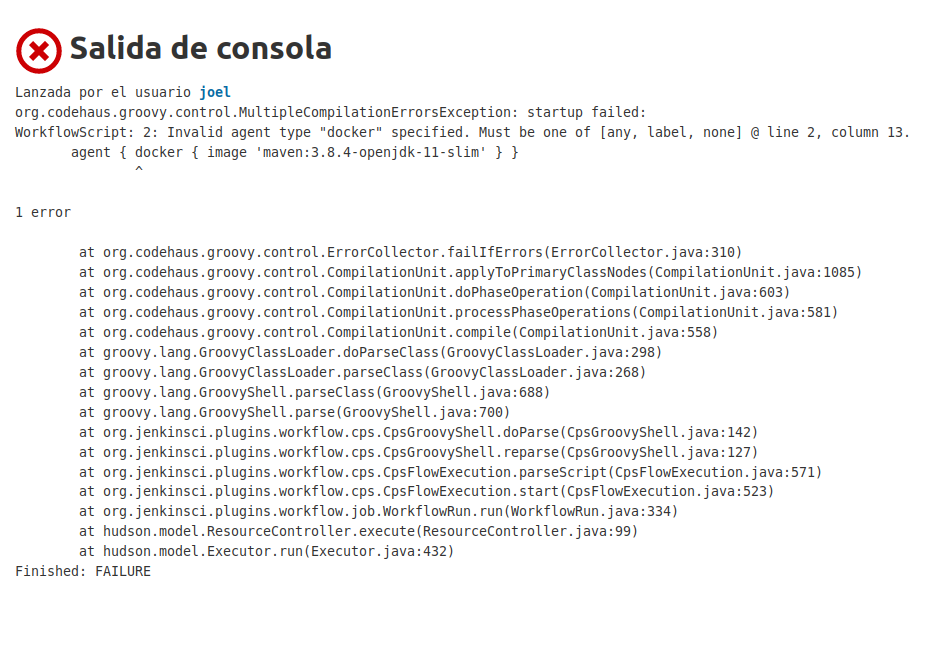 Salida de consola
Lanzada por el usuario joel
org.codehaus.groovy.control.MultipleCompilationErrorsException: startup failed:
WorkflowScript: 2: Invalid agent type "docker" specified. Must be one of [any, label, none] @ line 2, column 13.
       agent { docker { image 'maven:3.8.4-openjdk-11-slim' } }
               ^
1 error
	at org.codehaus.groovy.control.ErrorCollector.failIfErrors(ErrorCollector.java:310)
	at org.codehaus.groovy.control.CompilationUnit.applyToPrimaryClassNodes(CompilationUnit.java:1085)
	at org.codehaus.groovy.control.CompilationUnit.doPhaseOperation(CompilationUnit.java:603)
	at org.codehaus.groovy.control.CompilationUnit.processPhaseOperations(CompilationUnit.java:581)
	at org.codehaus.groovy.control.CompilationUnit.compile(CompilationUnit.java:558)
	at groovy.lang.GroovyClassLoader.doParseClass(GroovyClassLoader.java:298)
	at groovy.lang.GroovyClassLoader.parseClass(GroovyClassLoader.java:268)
	at groovy.lang.GroovyShell.parseClass(GroovyShell.java:688)
	at groovy.lang.GroovyShell.parse(GroovyShell.java:700)
	at org.jenkinsci.plugins.workflow.cps.CpsGroovyShell.doParse(CpsGroovyShell.java:142)
	at org.jenkinsci.plugins.workflow.cps.CpsGroovyShell.reparse(CpsGroovyShell.java:127)
	at org.jenkinsci.plugins.workflow.cps.CpsFlowExecution.parseScript(CpsFlowExecution.java:571)
	at org.jenkinsci.plugins.workflow.cps.CpsFlowExecution.start(CpsFlowExecution.java:523)
	at org.jenkinsci.plugins.workflow.job.WorkflowRun.run(WorkflowRun.java:334)
	at hudson.model.ResourceController.execute(ResourceController.java:99)
	at hudson.model.Executor.run(Executor.java:432)
Finished: FAILURE